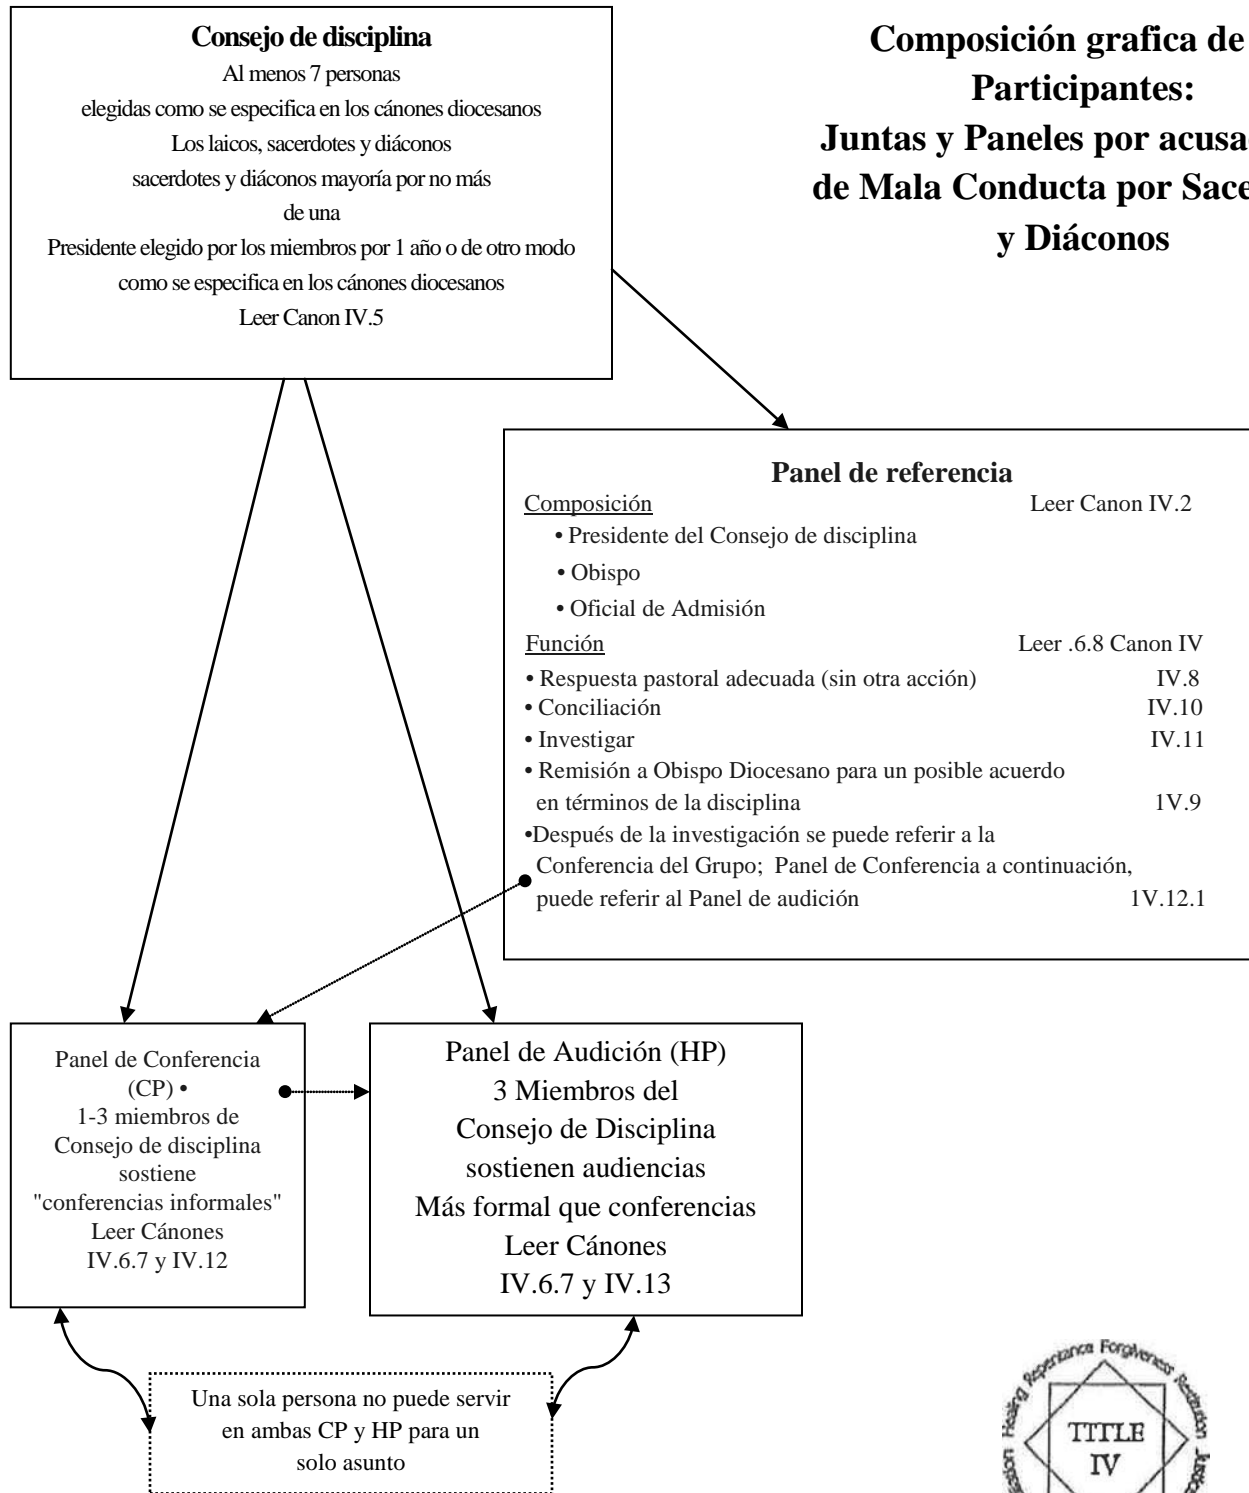 Consejo de disciplina
Al menos 7 personas
elegidas como se especifica en los cánones diocesanos
Los laicos, sacerdotes y diáconos
sacerdotes y diáconos mayoría por no más
de una
Presidente elegido por los miembros por 1 año o de otro modo
como se especifica en los cánones diocesanos
Leer Canon IV.5
Composición grafica de
Participantes:
Juntas y Paneles por
de Mala Conducta por
y Diáconos
Panel de referencia
Composición Leer Canon IV.2
• Presidente del Consejo de disciplina
• Obispo
• Oficial de Admisión
Función Leer .6.8 Canon IV
• Respuesta pastoral adecuada (sin otra acción) IV.8
• Conciliación IV.10
• Investigar IV.11
• Remisión a Obispo Diocesano para un posible acuerdo
en términos de la disciplina 1V.9
•Después de la investigación se puede referir a la
Conferencia del Grupo; Panel de Conferencia a continuación,
puede referir al Panel de audición 1V.12.1
Panel de Conferencia
(CP) •
1-3 miembros de
Consejo de disciplina
sostiene
"conferencias informales"
Leer Cánones
IV.6.7 y IV.12
Panel de Audición (HP)
3 Miembros del
Consejo de Disciplina
sostienen audiencias
Más formal que conferencias
Leer Cánones
IV.6.7 y IV.13
Una sola persona no puede servir
en ambas CP y HP para un
solo asunto
Healing Repentance Forgiveness Restitution
TITLE
IV